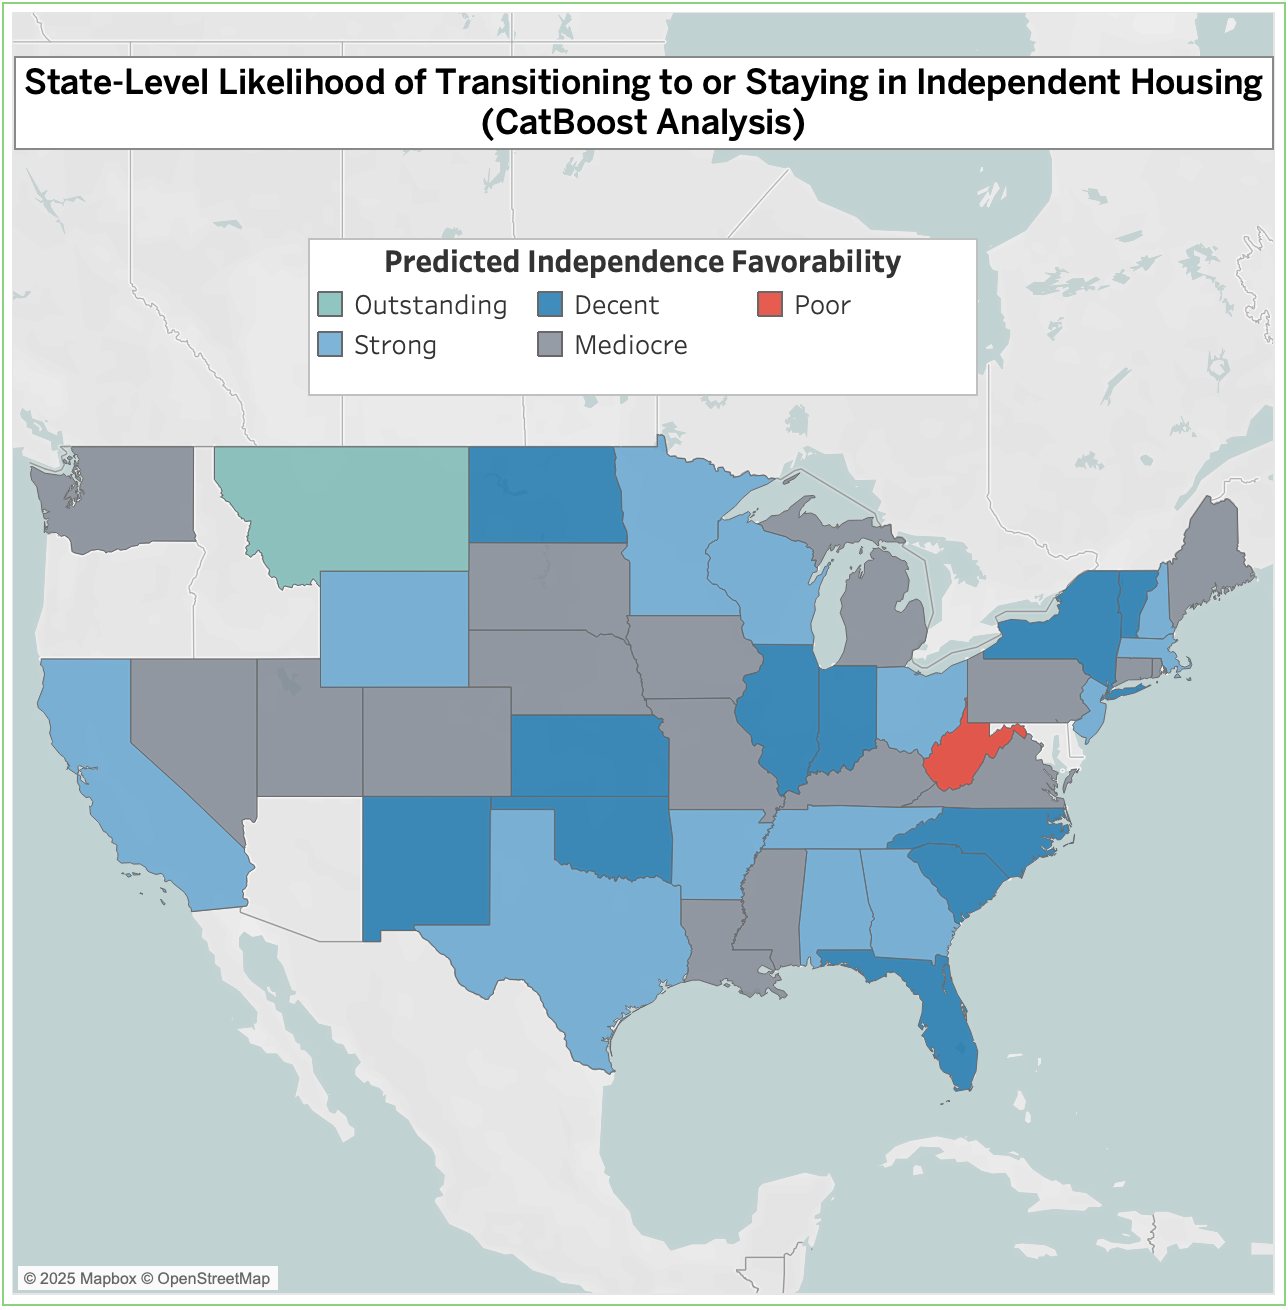 State-Level Likelihood of Transitioning to or Staying in Independent Housing
(CatBoost Analysis)
Predicted Independence Favorability
Outstanding
Decent
Poor
Strong
Mediocre
© 2025 Mapbox © OpenStreetMap